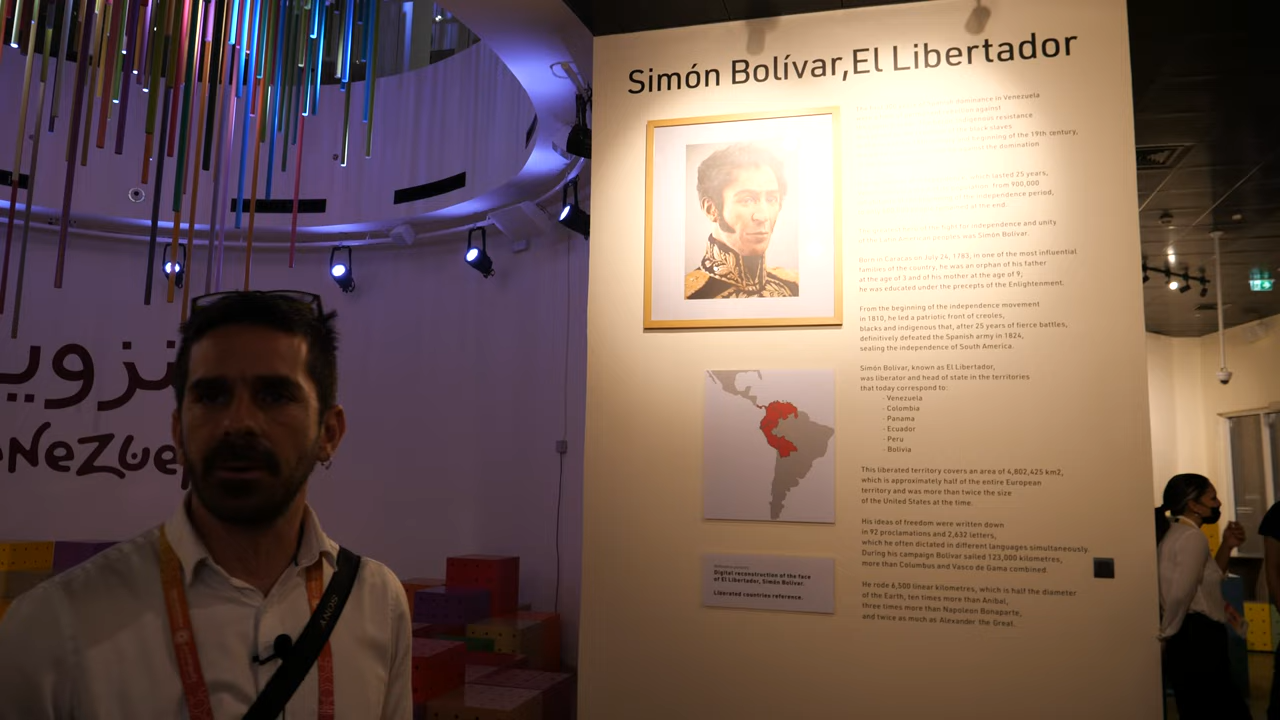 Simón Bolívar, El Libertador
dominance in Venezuela
against
resistance
black slaves
beginning of the 19th century,
the domination
which lasted 25 years,
from 900,000
independence period,
at the end.
fight for independence and unity
was Simón Bolívar.
Born in Caracas on July 24, 1783, in one of the most influential
families of the country, he was an orphan of his father
at the age of 3 and of his mother at the age of 9;
he was educated under the precepts of the Enlightenment.
From the beginning of the independence movement
in 1810, he led a patriotic front of creoles,
blacks and indigenous that, after 25 years of fierce battles,
definitively defeated the Spanish army in 1824,
sealing the independence of South America.
Simón Bolívar, known as El Libertador,
was liberator and head of state in the territories
that today correspond to:
· Venezuela
· Colombia
· Panama
· Ecuador
· Peru
· Bolivia
This liberated territory covers an area of 4,802,425 km2,
which is approximately half of the entire European
territory and was more than twice the size
of the United States at the time.
His ideas of freedom were written down
in 92 proclamations and 2,632 letters,
which he often dictated in different languages simultaneously.
During his campaign Bolívar sailed 123,000 kilometres,
more than Columbus and Vasco de Gama combined.
He rode 6,500 linear kilometres, which is half the diameter
of the Earth, ten times more than Anibal,
three times more than Napoleon Bonaparte,
and twice as much as Alexander the Great.
Digital reconstruction of the face
of El Libertador, Simón Bolívar.
Liberated countries reference.
نزوي
eNeZUe
SONY